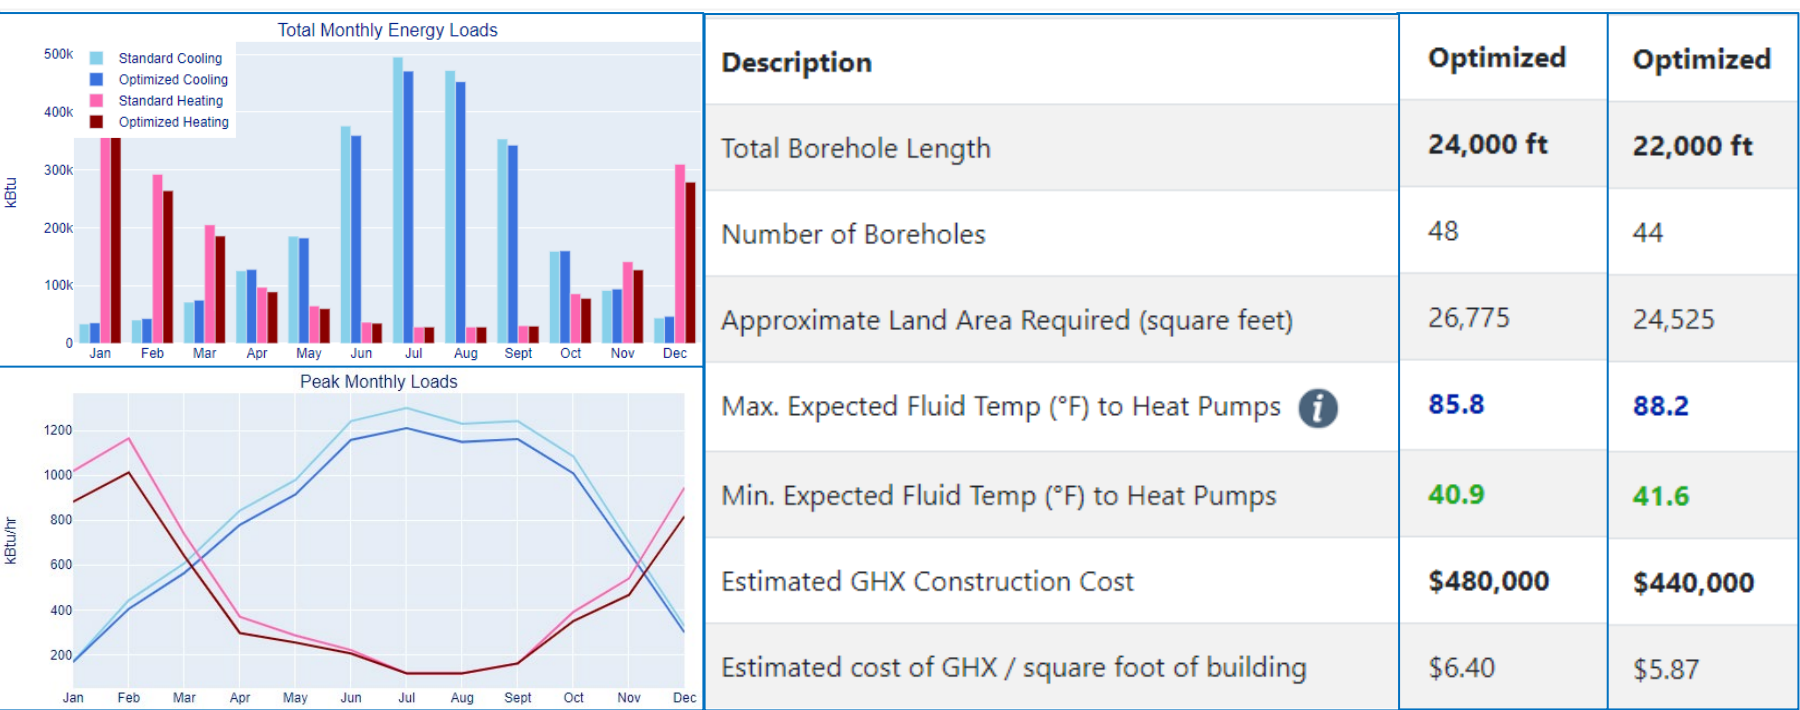 Total Monthly Energy Loads
500k
400k
300k
200k
100k
0
kBtu
Standard Cooling
Optimized Cooling
Standard Heating
Optimized Heating
Jan Feb Mar Apr May Jun Jul Aug Sept Oct Nov Dec
Peak Monthly Loads
1200
1000
800
600
400
200
kBtu/hr
Jan Feb Mar Apr May Jun Jul Aug Sept Oct Nov Dec
Description Optimized Optimized
Total Borehole Length 24,000 ft 22,000 ft
Number of Boreholes 48 44
Approximate Land Area Required (square feet) 26,775 24,525
Max. Expected Fluid Temp (°F) to Heat Pumps i 85.8 88.2
Min. Expected Fluid Temp (°F) to Heat Pumps 40.9 41.6
Estimated GHX Construction Cost $480,000 $440,000
Estimated cost of GHX / square foot of building $6.40 $5.87